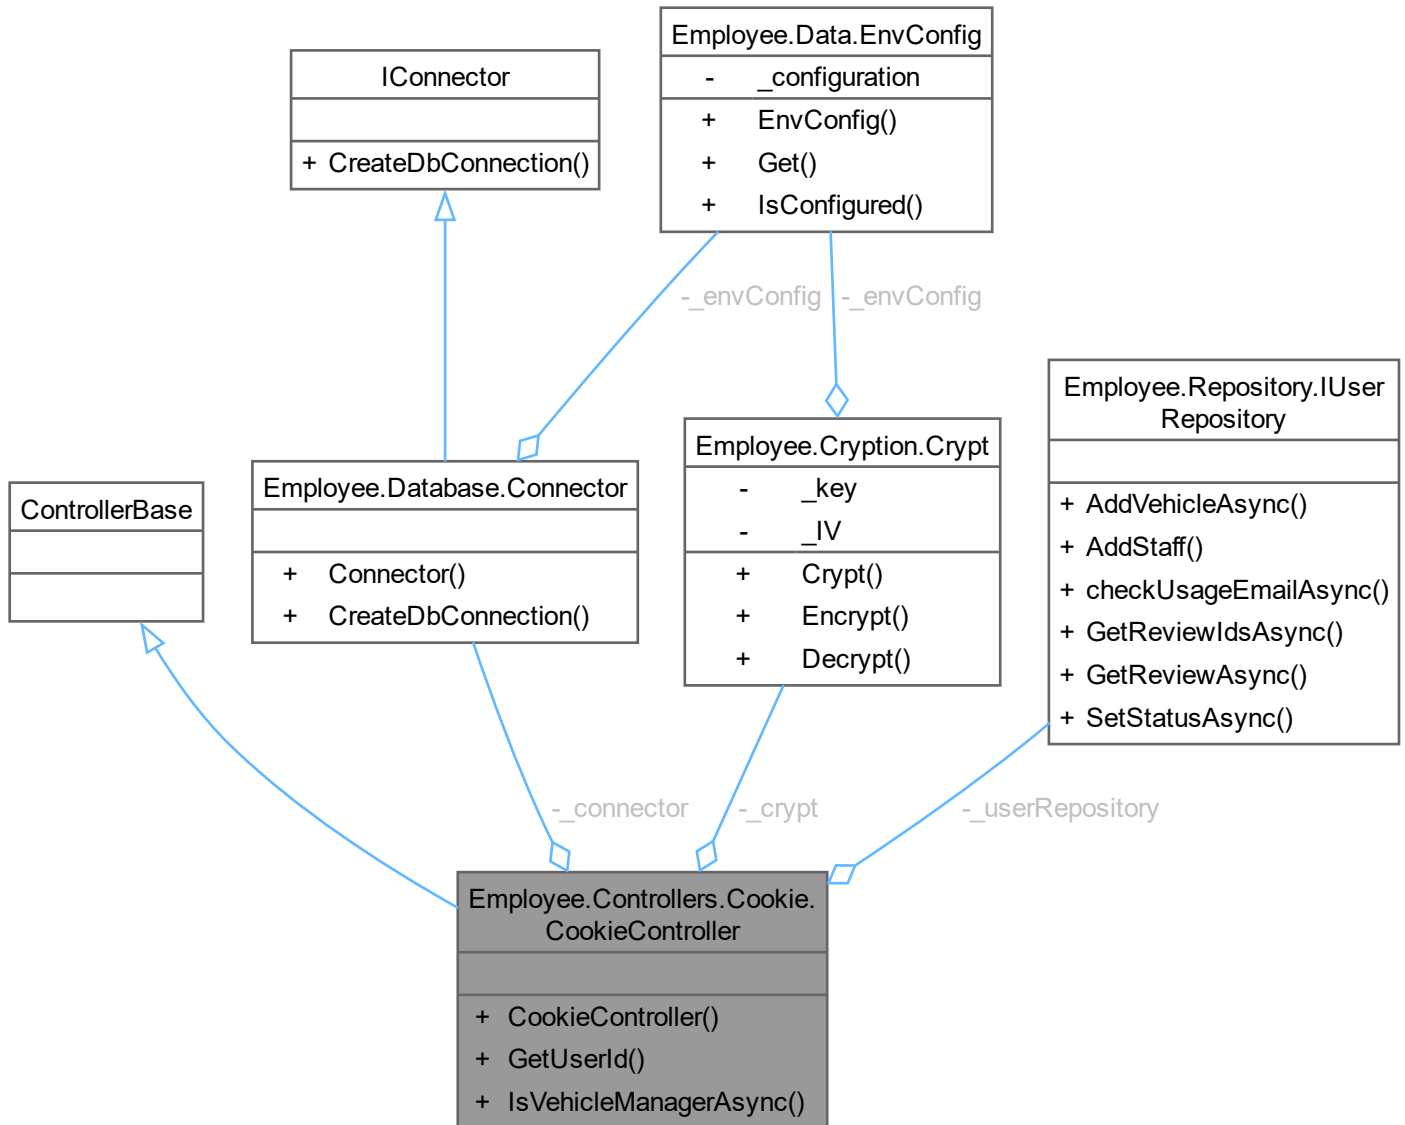 Employee.Data.EnvConfig
- _configuration
+ EnvConfig()
+ Get()
+ IsConfigured()
IConnector
+ CreateDbConnection()
-_envConfig
-_envConfig
Employee.Repository.IUser
Repository
+ AddVehicleAsync()
+ AddStaff()
+ checkUsageEmailAsync()
+ GetReviewIdsAsync()
+ GetReviewAsync()
+ SetStatusAsync()
Employee.Cryption.Crypt
- _key
- _IV
+ Crypt()
+ Encrypt()
+ Decrypt()
Employee.Database.Connector
+ Connector()
+ CreateDbConnection()
ControllerBase
-_connector
-_crypt
-_userRepository
Employee.Controllers.Cookie.
CookieController
+ CookieController()
+ GetUserId()
+ IsVehicleManagerAsync()